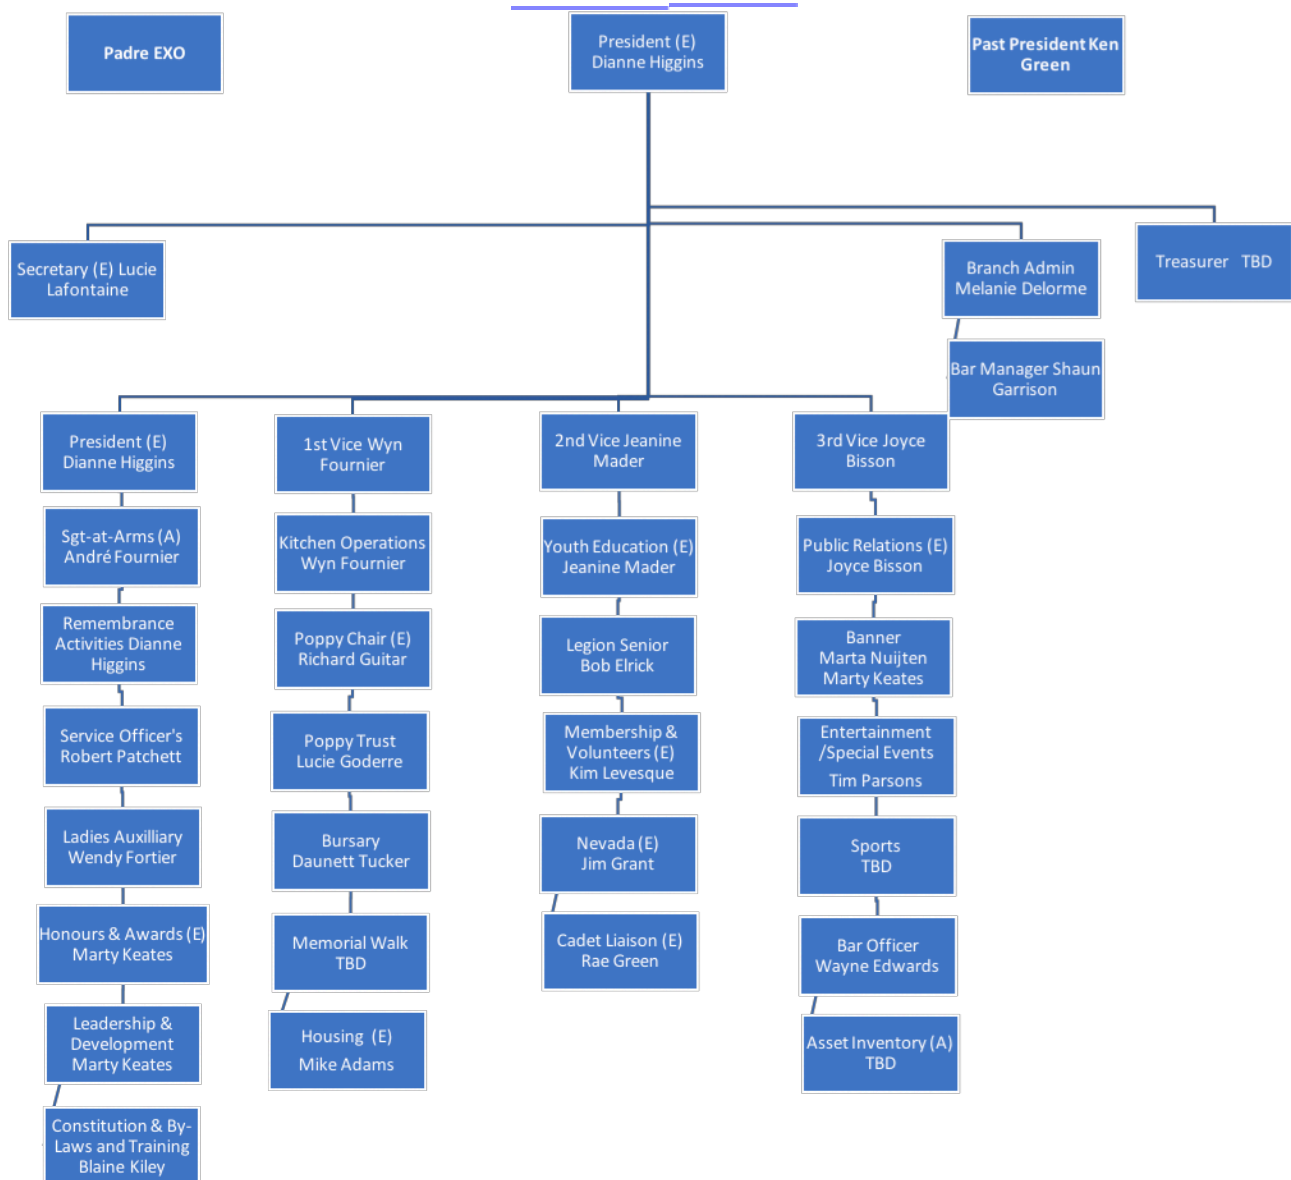 Padre EXO
President (E)
Dianne Higgins
Past President Ken
Green
Secretary (E) Lucie
Lafontaine
Branch Admin
Melanie Delorme
Treasurer TBD
Bar Manager Shaun
Garrison
President (E)
Dianne Higgins
Sgt-at-Arms (A)
André Fournier
Remembrance
Activities Dianne
Higgins
Service Officer's
Robert Patchett
Ladies Auxilliary
Wendy Fortier
Honours & Awards (E)
Marty Keates
Leadership &
Development
Marty Keates
Constitution & By-
Laws and Training
Blaine Kiley
1st Vice Wyn
Fournier
Kitchen Operations
Wyn Fournier
Poppy Chair (E)
Richard Guitar
Poppy Trust
Lucie Goderre
Bursary
Daunett Tucker
Memorial Walk
TBD
Housing (E)
Mike Adams
2nd Vice Jeanine
Mader
Youth Education (E)
Jeanine Mader
Legion Senior
Bob Elrick
Membership &
Volunteers (E)
Kim Levesque
Nevada (E)
Jim Grant
Cadet Liaison (E)
Rae Green
3rd Vice Joyce
Bisson
Public Relations (E)
Joyce Bisson
Banner
Marta Nuijten
Marty Keates
Entertainment
/Special Events
Tim Parsons
Sports
TBD
Bar Officer
Wayne Edwards
Asset Inventory (A)
TBD